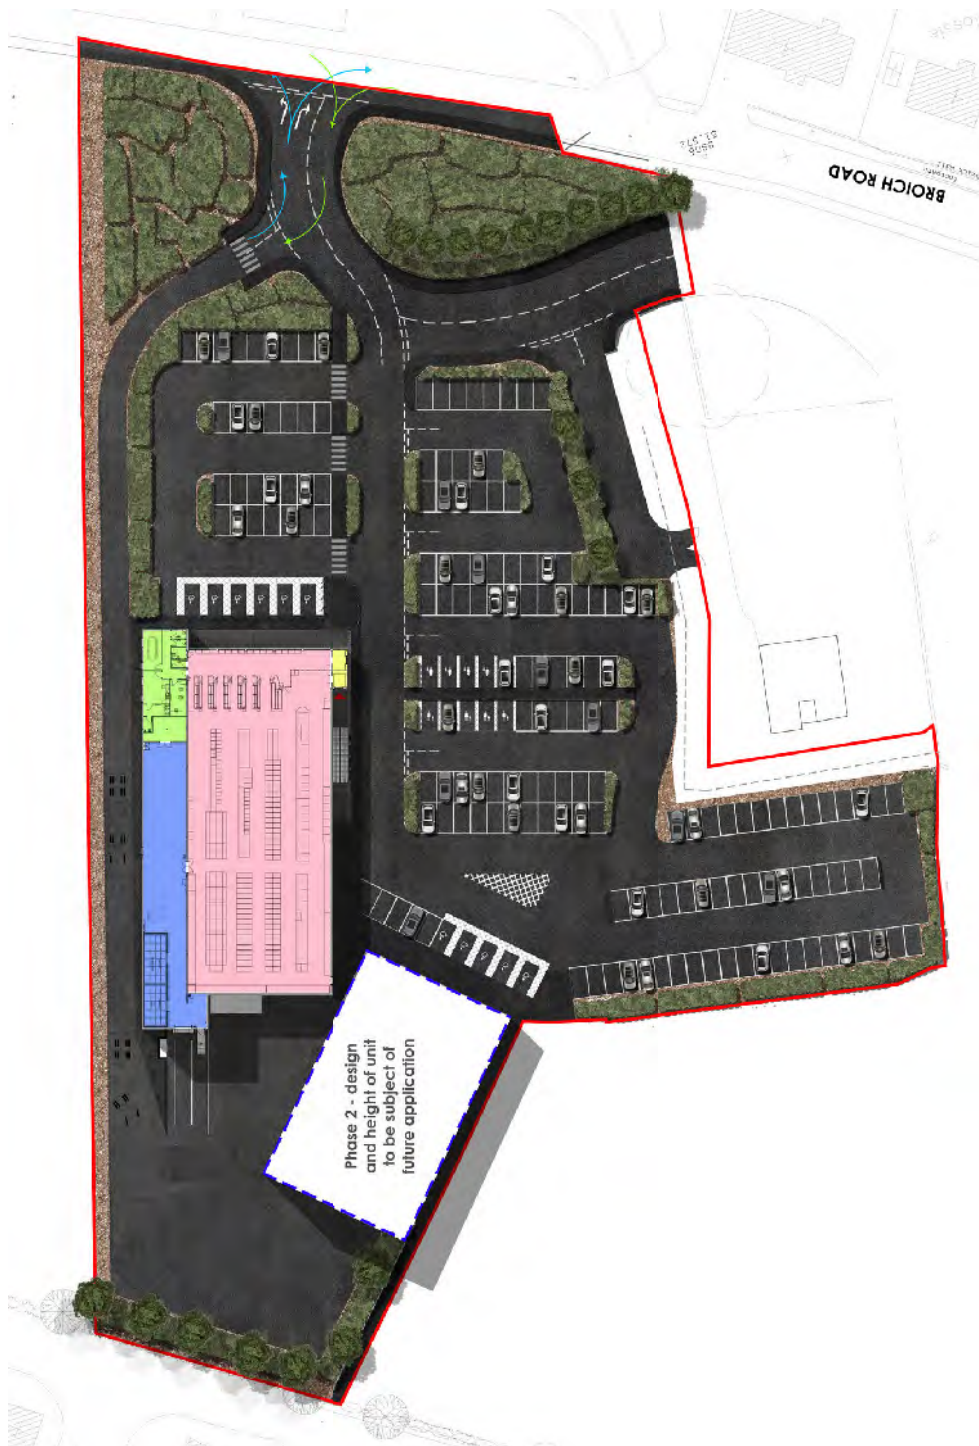 BROICH ROAD
Phase 2 - design
and height of unit
to be subject of
future application